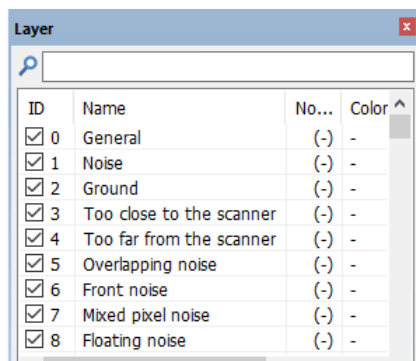 Layer
ID Name No... Color
0 General (-) -
1 Noise (-) -
2 Ground (-) -
3 Too close to the scanner (-) -
4 Too far from the scanner (-) -
5 Overlapping noise (-) -
6 Front noise (-) -
7 Mixed pixel noise (-) -
8 Floating noise (-) -